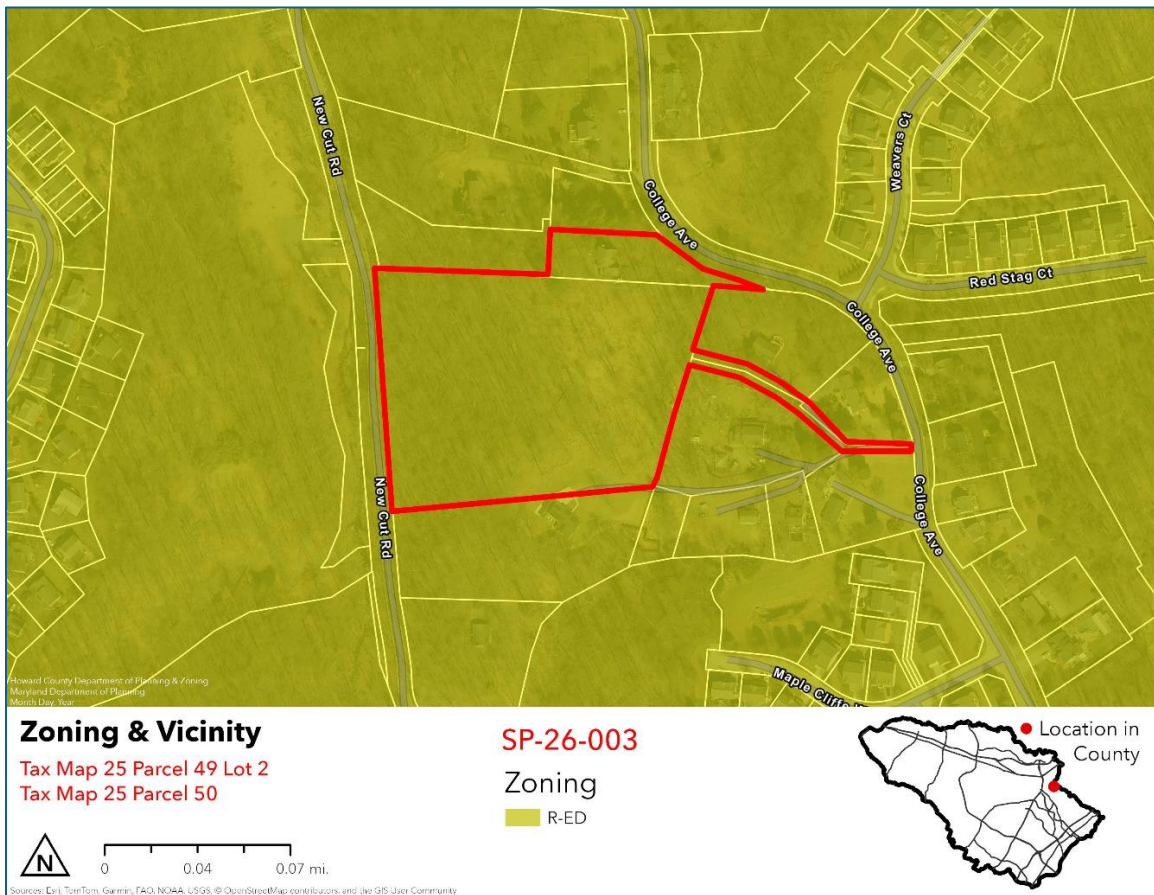 New Cut Rd
College Ave
Weavers Ct
Red Stag Ct
College Ave
New Cut Rd
College Ave
Howard County Department of Planning & Zoning
Maryland Department of Planning
Month Day, Year
Maple Cliffs
Zoning & Vicinity
Tax Map 25 Parcel 49 Lot 2
Tax Map 25 Parcel 50
N
0 0.04 0.07 mi.
Sources: Esri, TomTom, Garmin, FAO, NOAA, USGS, © OpenStreetMap contributors, and the GIS User Community
SP-26-003
Zoning
R-ED
Location in
County